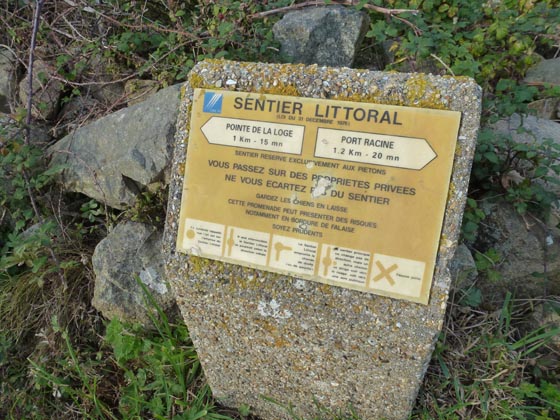 SENTIER LITTORAL
(LOI DU 31 DECEMBRE 1976)
POINTE DE LA LOGE
1 Km - 15 mn
PORT RACINE
1.2 Km - 20 mn
SENTIER RESERVE EXCLUSIVEMENT AUX PIETONS
VOUS PASSEZ SUR DES PROPRIETES PRIVEES
NE VOUS ECARTEZ PAS DU SENTIER
GARDEZ LES CHIENS EN LAISSE
CETTE PROMENADE PEUT PRESENTER DES RISQUES
NOTAMMENT EN BORDURE DE FALAISE
SOYEZ PRUDENTS